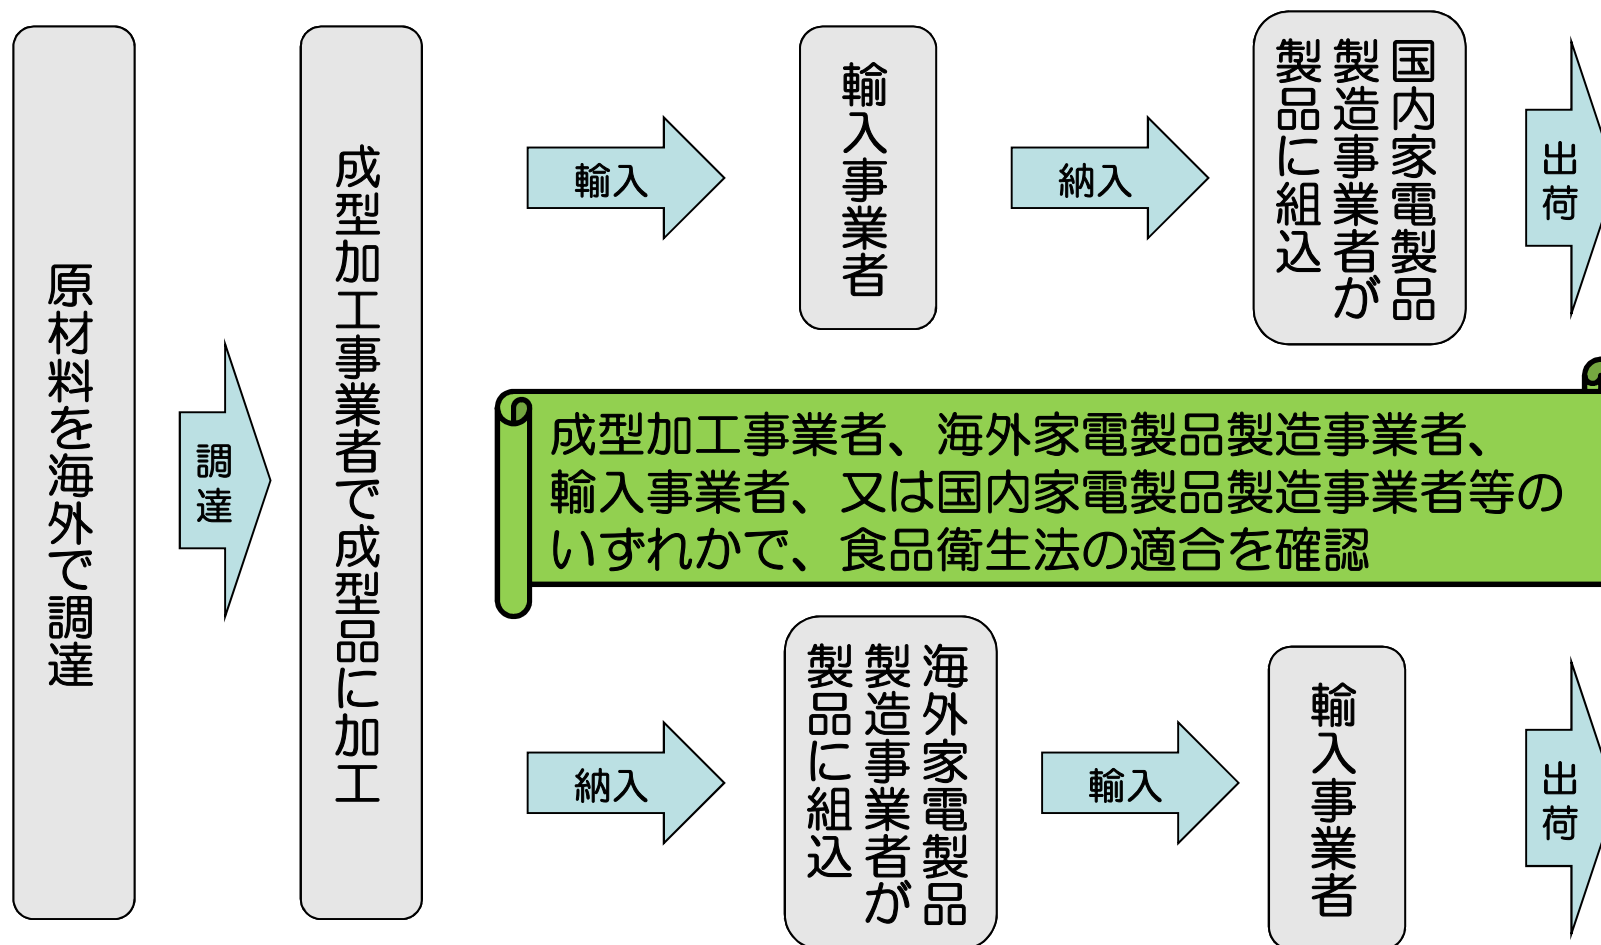 原材料を海外で調達
調達
成型加工事業者で成型品に加工
輸入
輸入事業者
納入
国内家電製品
製造事業者が
製品に組込
出荷
成型加工事業者、海外家電製品製造事業者、
輸入事業者、又は国内家電製品製造事業者等の
いずれかで、食品衛生法の適合を確認
納入
海外家電製品
製造事業者が
製品に組込
輸入
輸入事業者
出荷